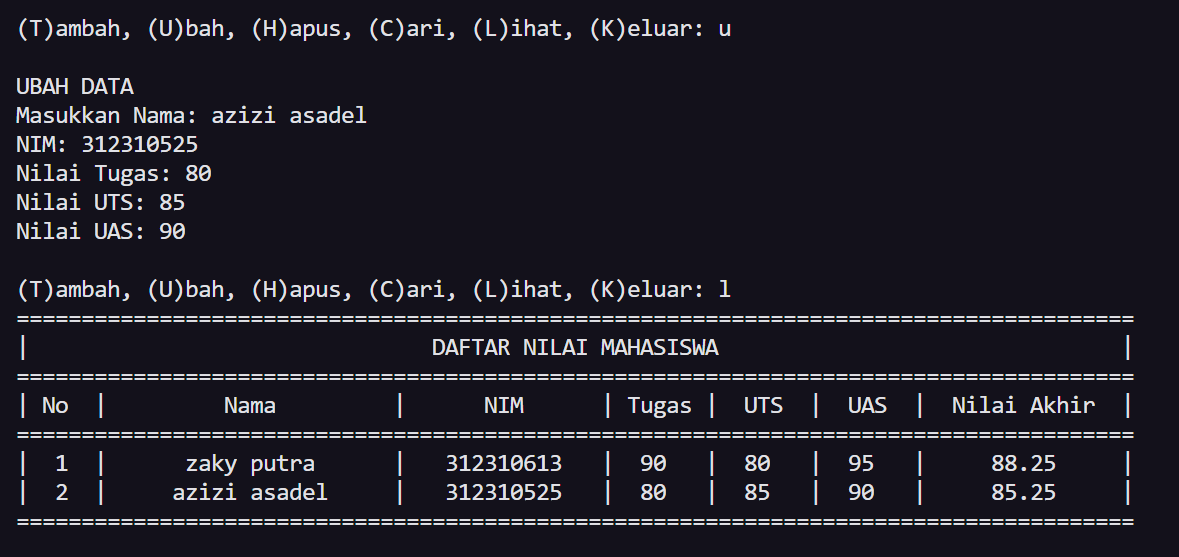 (T)ambah, (U)bah, (H)apus, (C)ari, (L)ihat, (K)eluar: u
UBAH DATA
Masukkan Nama: azizi asadel
NIM: 312310525
Nilai Tugas: 80
Nilai UTS: 85
Nilai UAS: 90
(T)ambah, (U)bah, (H)apus, (C)ari, (L)ihat, (K)eluar: l
======================================================================================
|                               DAFTAR NILAI MAHASISWA                               |
======================================================================================
| No  |         Nama         |      NIM      | Tugas |  UTS  |  UAS  |  Nilai Akhir  |
======================================================================================
|  1  |      zaky putra      |   312310613   |  90   |  80   |  95   |     88.25     |
|  2  |     azizi asadel     |   312310525   |  80   |  85   |  90   |     85.25     |
======================================================================================